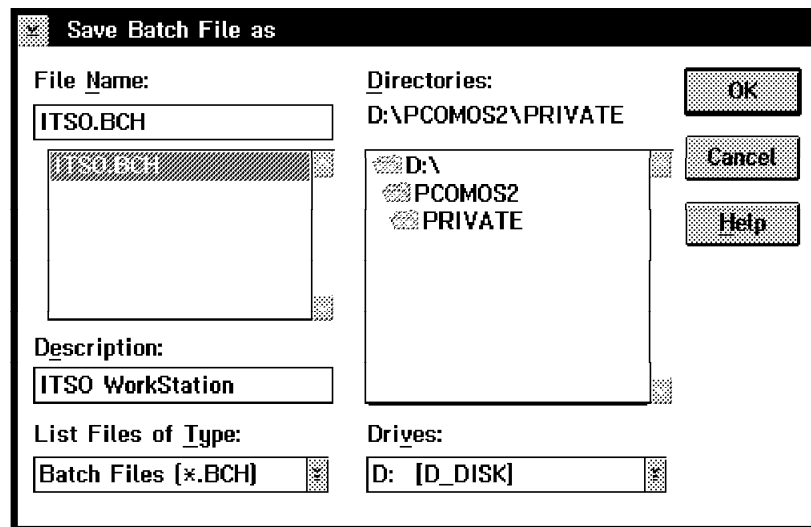 Save Batch File as
File Name:
ITSO.BCH
ITSO.BCH
Description:
ITSO WorkStation
List Files of Type:
Batch Files (*.BCH)
Directories:
D:\PCOMOS2\PRIVATE
D:\
PCOMOS2
PRIVATE
Drives:
D: [D_DISK]
OK
Cancel
Help